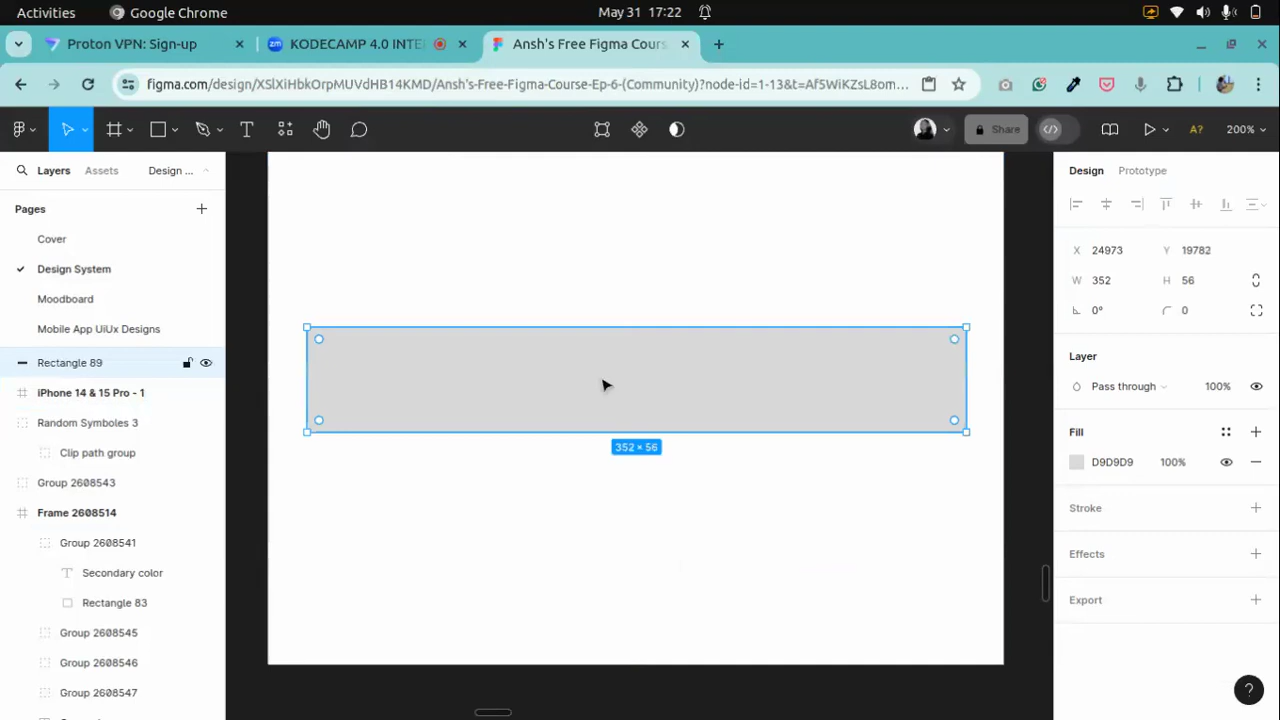 Activities Google Chrome May 31 17:22
Proton VPN: Sign-up KODECAMP 4.0 INTE Ansh's Free Figma Cours
figma.com/design/XSlXiHbkOrpMUVdHB14KMD/Ansh's-Free-Figma-Course-Ep-6-(Community)?node-id=1-13&t=Af5WiKZsL8om...
Share A? 200%
Layers Assets Design ... Design Prototype
Pages
Cover
X 24973 Y 19782
Design System
W 352 H 56
Moodboard
0° 0
Mobile App UiUx Designs
Rectangle 89
Layer
iPhone 14 & 15 Pro - 1
Pass through 100%
Random Symboles 3
Fill
Clip path group
352 × 56
D9D9D9 100%
Group 2608543
Frame 2608514
Stroke
Group 2608541
Effects
Secondary color
Rectangle 83
Export
Group 2608545
Group 2608546
Group 2608547
?